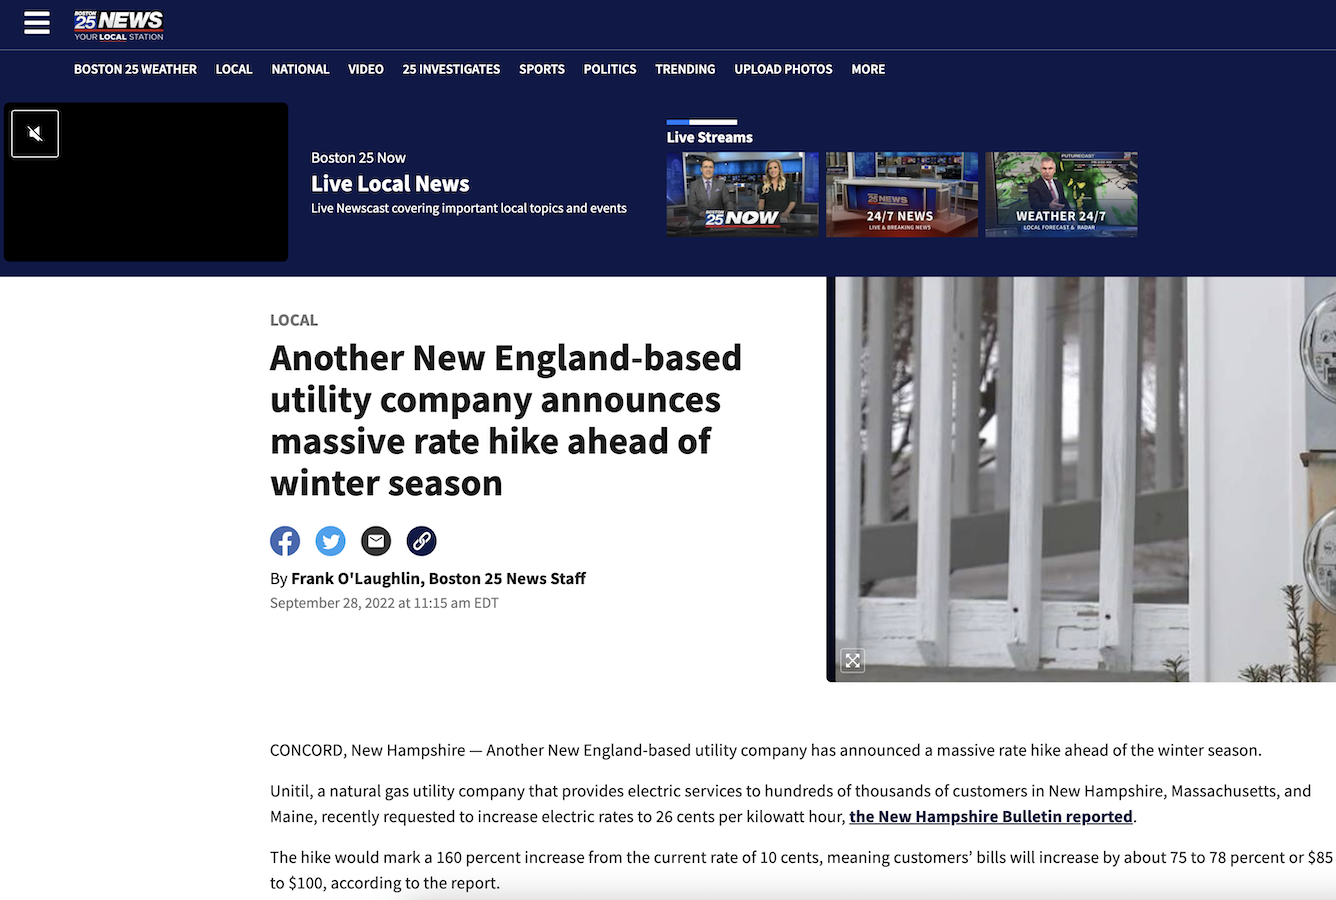 BOSTON
25 NEWS
YOUR LOCAL STATION
BOSTON 25 WEATHER LOCAL NATIONAL VIDEO 25 INVESTIGATES SPORTS POLITICS TRENDING UPLOAD PHOTOS MORE
Boston 25 Now
Live Local News
Live Newscast covering important local topics and events
Live Streams
BOSTON
25 NOW
25 NEWS
24/7 NEWS
LIVE & BREAKING NEWS
FUTURECAST
WEATHER 24/7
LOCAL FORECAST & RADAR
LOCAL
Another New England-based
utility company announces
massive rate hike ahead of
winter season
By Frank O'Laughlin, Boston 25 News Staff
September 28, 2022 at 11:15 am EDT
CONCORD, New Hampshire — Another New England-based utility company has announced a massive rate hike ahead of the winter season.
Unitil, a natural gas utility company that provides electric services to hundreds of thousands of customers in New Hampshire, Massachusetts, and
Maine, recently requested to increase electric rates to 26 cents per kilowatt hour, the New Hampshire Bulletin reported.
The hike would mark a 160 percent increase from the current rate of 10 cents, meaning customers’ bills will increase by about 75 to 78 percent or $85
to $100, according to the report.